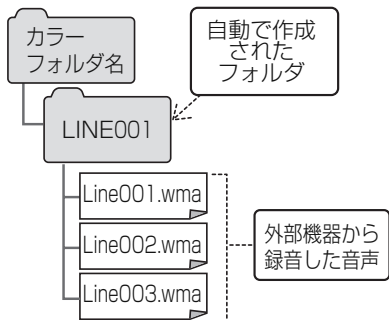 カラー
フォルダ名
自動で作成
された
フォルダ
LINE001
Line001.wma
Line002.wma
Line003.wma
外部機器から
録音した音声